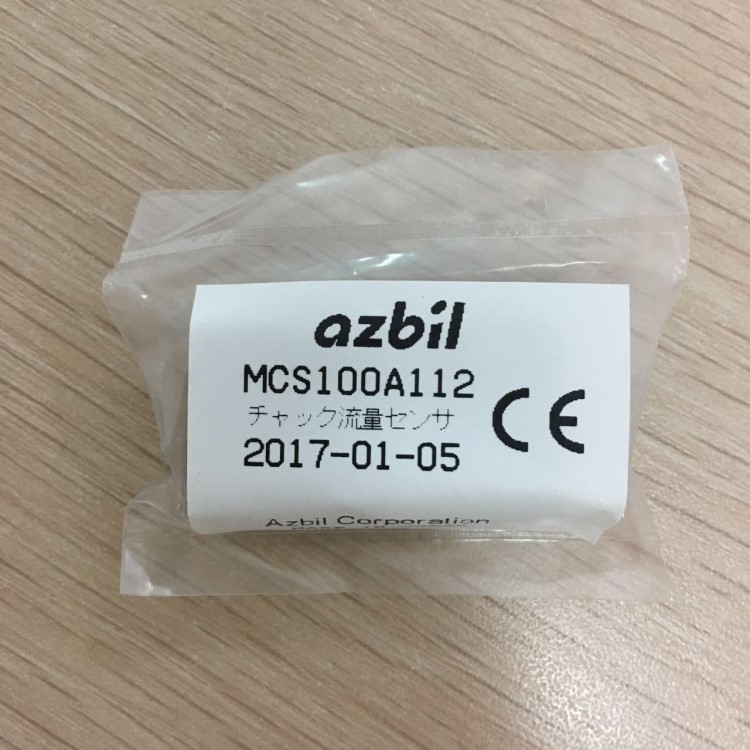 azbil
MCS100A112
チャック流量センサ
CE
2017-01-05
Azbil Corporation